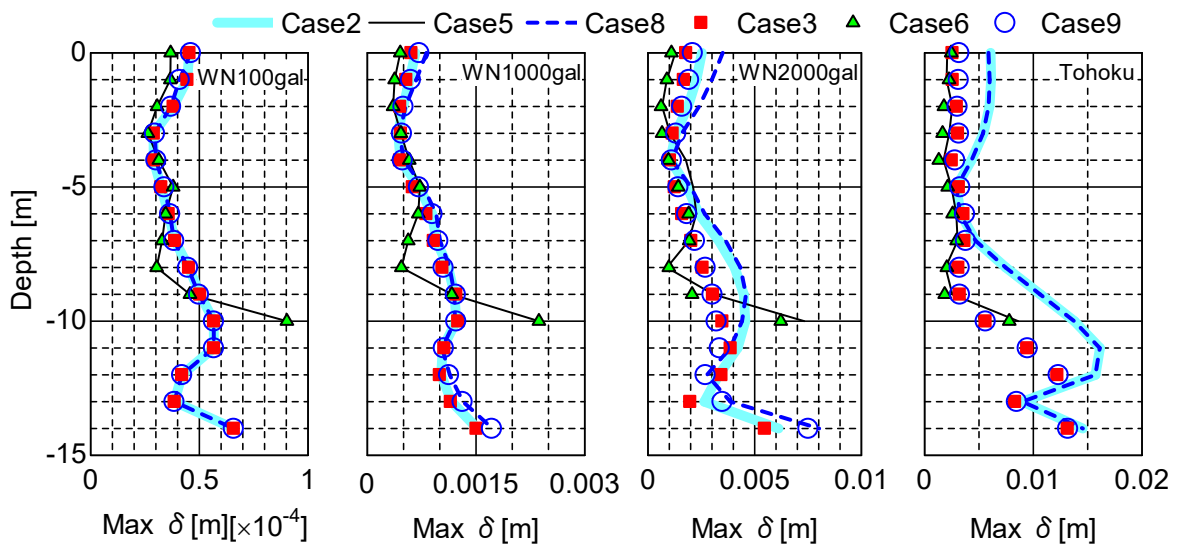 Case2 Case5 Case8 Case3 Case6 Case9
WN100gal WN1000gal WN2000gal Tohoku
Depth [m]
0
-5
-10
-15
0 0.5 1 0 0.0015 0.003 0 0.005 0.01 0 0.01 0.02
Max δ [m][×10⁻⁴] Max δ [m] Max δ [m] Max δ [m]